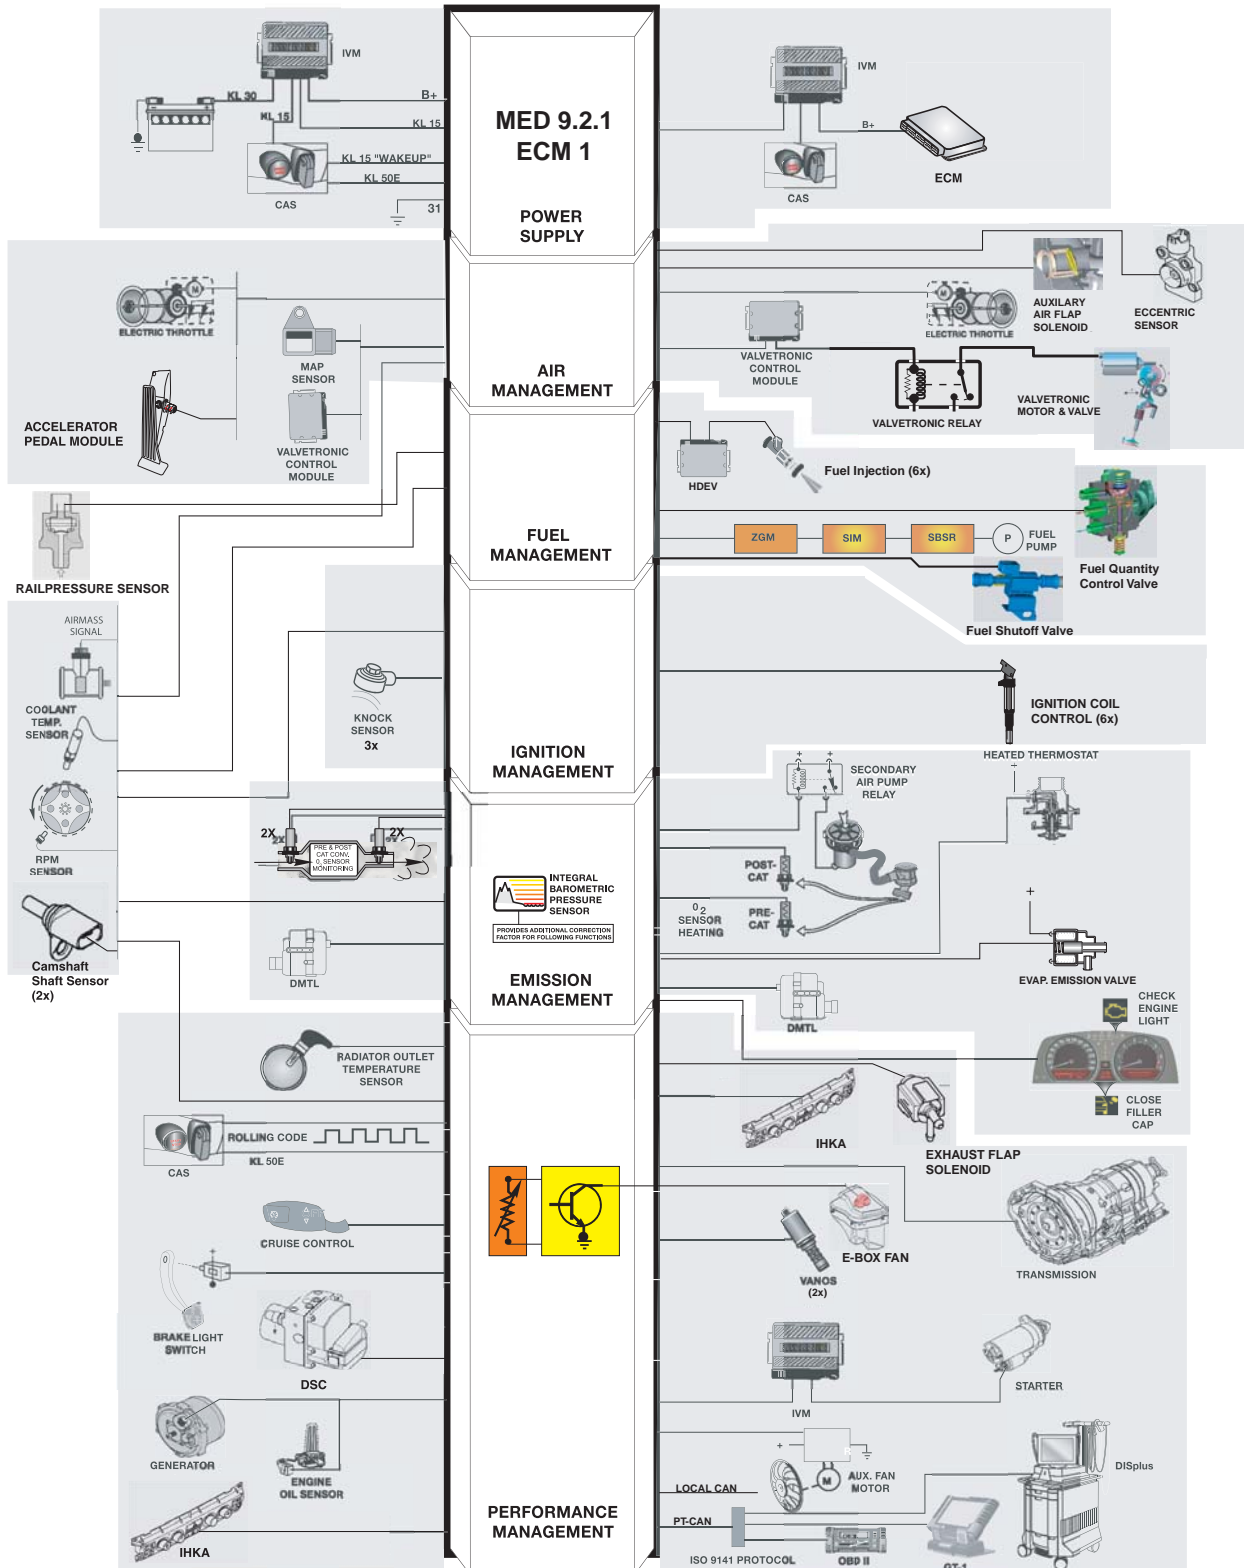 MED 9.2.1
ECM 1
POWER
SUPPLY
AIR
MANAGEMENT
FUEL
MANAGEMENT
IGNITION
MANAGEMENT
INTEGRAL
BAROMETRIC
PRESSURE
SENSOR
PROVIDES ADDITIONAL CORRECTION
FACTOR FOR FOLLOWING FUNCTIONS
EMISSION
MANAGEMENT
PERFORMANCE
MANAGEMENT
IVM
KL 30
B+
KL 15
KL 15
KL 15 "WAKEUP"
KL 50E
CAS
31
M
ELECTRIC THROTTLE
MAP
SENSOR
ACCELERATOR
PEDAL MODULE
VALVETRONIC
CONTROL
MODULE
RAILPRESSURE SENSOR
AIRMASS
SIGNAL
COOLANT
TEMP.
SENSOR
RPM
SENSOR
Camshaft
Shaft Sensor
(2x)
KNOCK
SENSOR
3x
2X
2X
2X
PRE & POST
CAT CONV.
O, SENSOR
MONITORING
DMTL
RADIATOR OUTLET
TEMPERATURE
SENSOR
ROLLING CODE
KL 50E
CAS
CRUISE CONTROL
+
BRAKE LIGHT
SWITCH
DSC
GENERATOR
ENGINE
OIL SENSOR
IHKA
IVM
B+
ECM
CAS
AUXILARY
AIR FLAP
SOLENOID
ECCENTRIC
SENSOR
M
ELECTRIC THROTTLE
VALVETRONIC
CONTROL
MODULE
VALVETRONIC RELAY
VALVETRONIC
MOTOR & VALVE
HDEV
Fuel Injection (6x)
ZGM
SIM
SBSR
P
FUEL
PUMP
Fuel Quantity
Control Valve
Fuel Shutoff Valve
IGNITION COIL
CONTROL (6x)
HEATED THERMOSTAT
+
+
+
SECONDARY
AIR PUMP
RELAY
POST-
CAT
O2
SENSOR
HEATING
PRE-
CAT
+
EVAP. EMISSION VALVE
DMTL
CHECK
ENGINE
LIGHT
CLOSE
FILLER
CAP
IHKA
EXHAUST FLAP
SOLENOID
E-BOX FAN
VANOS
(2x)
TRANSMISSION
IVM
STARTER
+
R
M
AUX. FAN
MOTOR
LOCAL CAN
PT-CAN
ISO 9141 PROTOCOL
OBD II
GT-1
DISplus